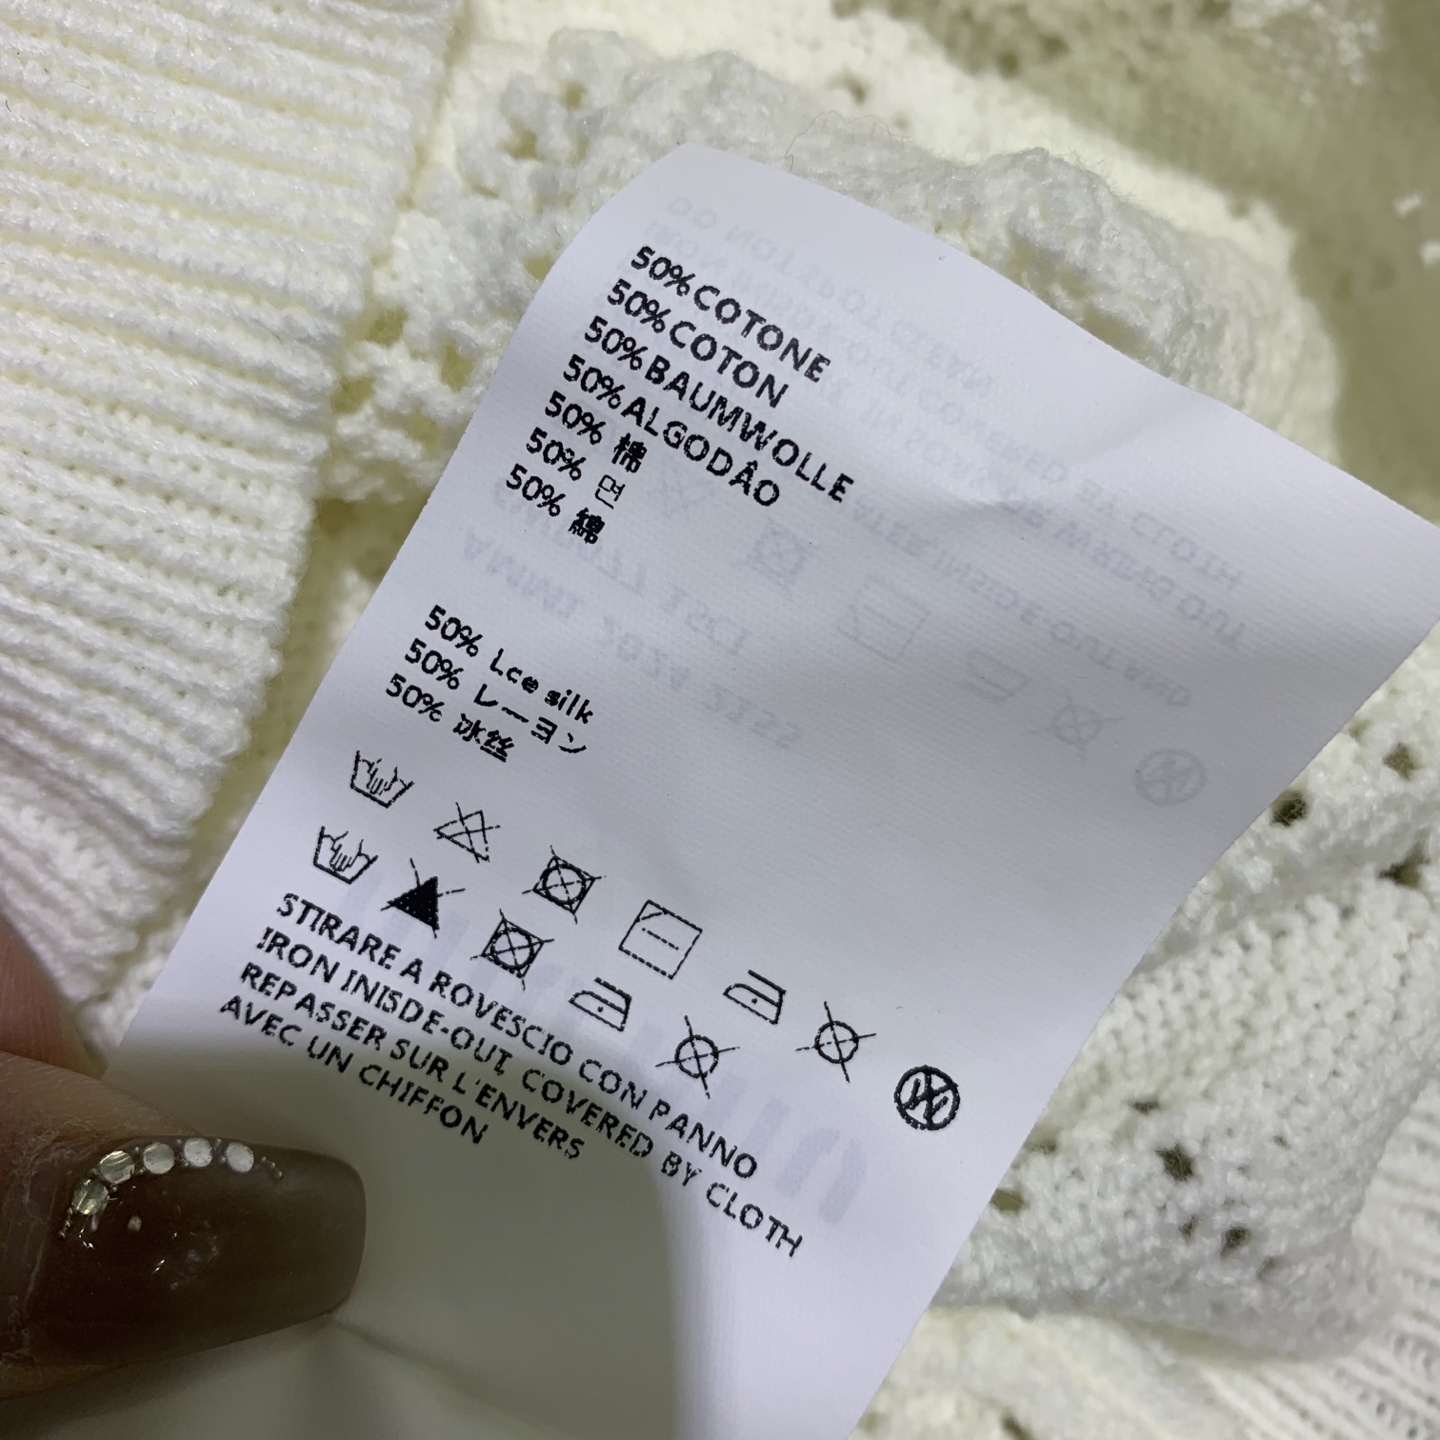 50% COTONE
50% COTON
50% BAUMWOLLE
50% ALGODÂO
50% 棉
50% 면
50% 綿
50% Lce silk
50% レーヨン
50% 冰丝
STIRARE A ROVESCIO CON PANNO
IRON INISDE-OUT, COVERED BY CLOTH
REPASSER SUR L'ENVERS
AVEC UN CHIFFON